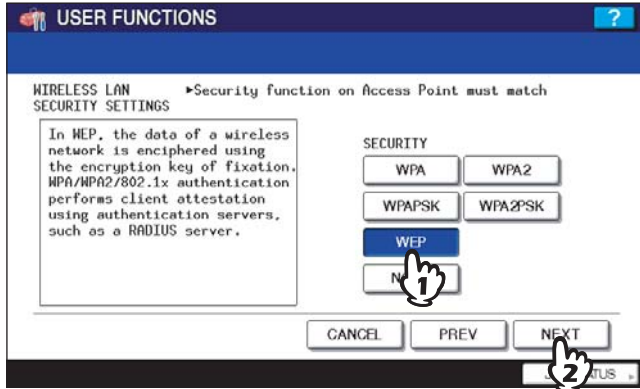 USER FUNCTIONS
?
WIRELESS LAN ►Security function on Access Point must match
SECURITY SETTINGS
In WEP, the data of a wireless
network is enciphered using
the encryption key of fixation.
WPA/WPA2/802.1x authentication
performs client attestation
using authentication servers,
such as a RADIUS server.
SECURITY
WPA WPA2
WPAPSK WPA2PSK
WEP
1
CANCEL PREV NEXT
2